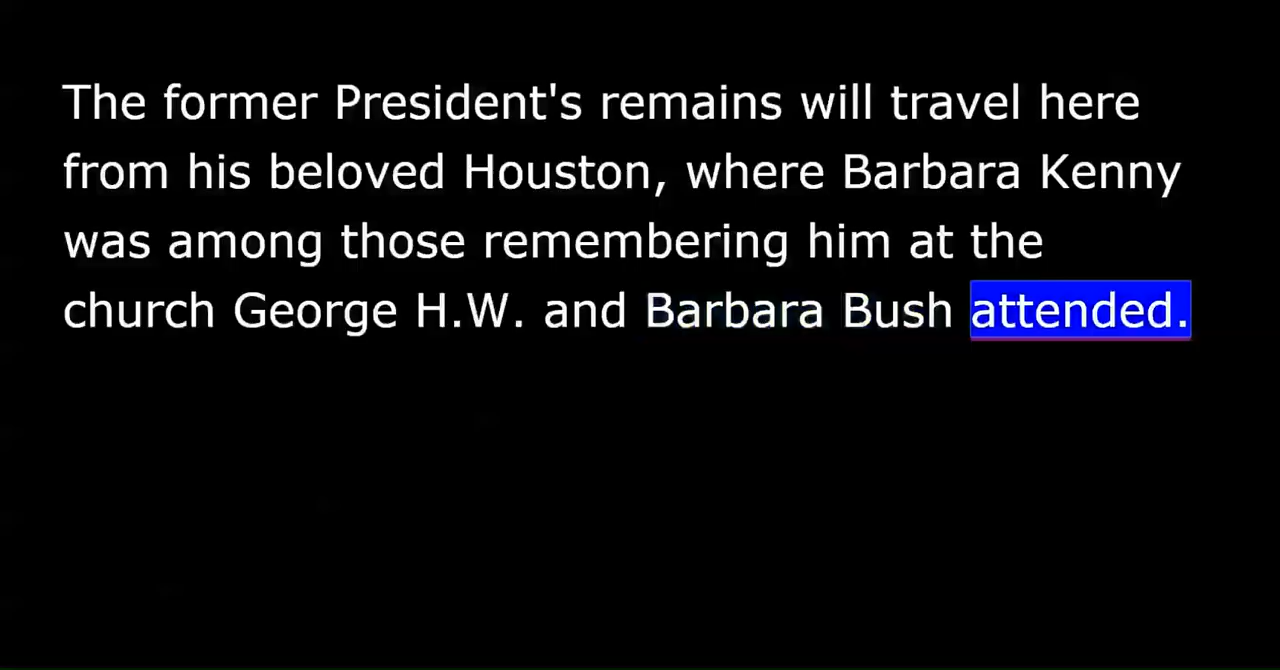 The former President's remains will travel here
from his beloved Houston, where Barbara Kenny
was among those remembering him at the
church George H.W. and Barbara Bush attended.